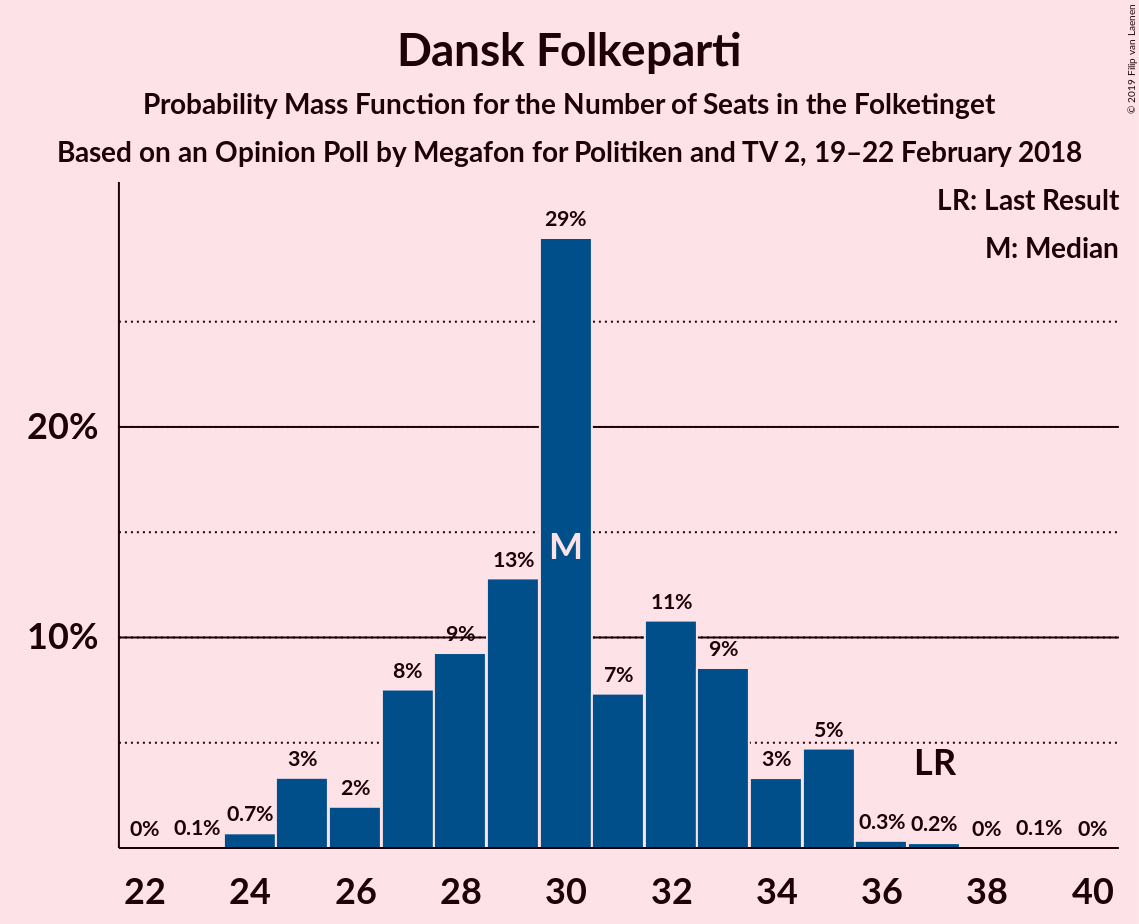 Dansk Folkeparti
Probability Mass Function for the Number of Seats in the Folketinget
Based on an Opinion Poll by Megafon for Politiken and TV 2, 19–22 February 2018
© 2019 Filip van Laenen
LR: Last Result
M: Median
29%
20%
M
13%
11%
10%
9%
9%
8%
7%
5%
3%
3%
LR
2%
0.7%
0.3%
0.2%
0%
0.1%
0%
0.1%
0%
22 24 26 28 30 32 34 36 38 40